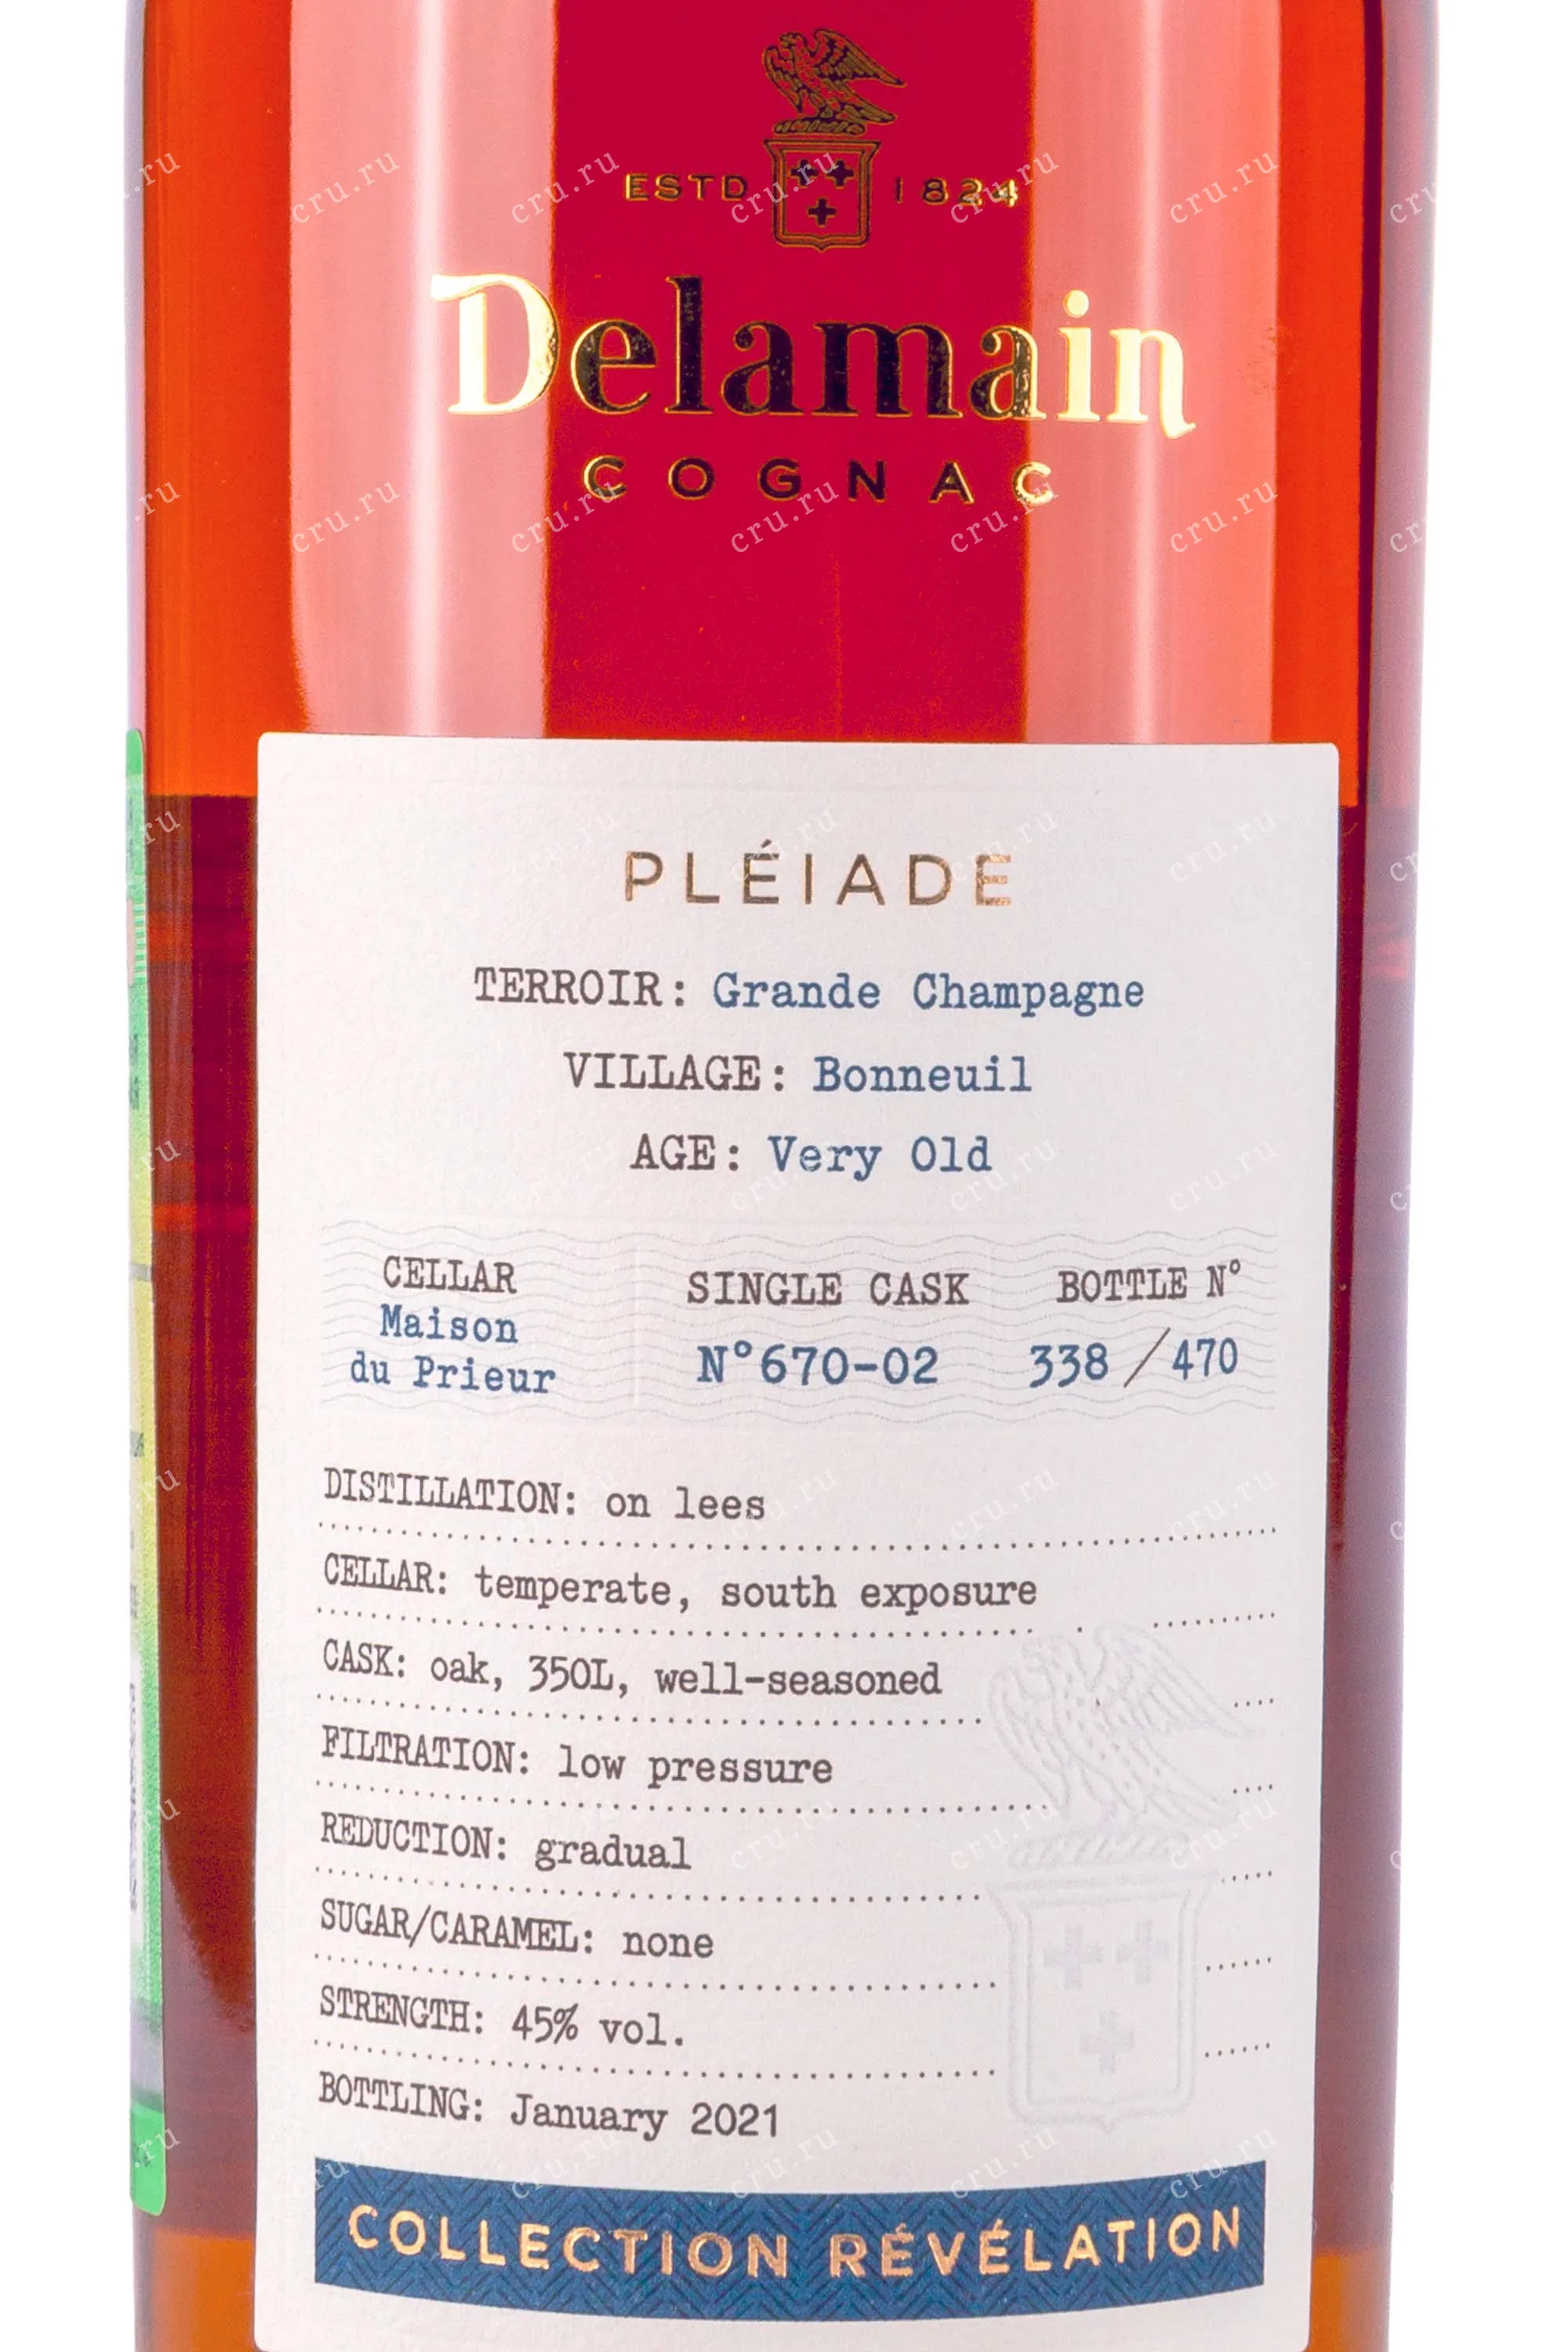 ESTD 1824
Delamain
COGNAC
PLÉIADE
TERROIR: Grande Champagne
VILLAGE: Bonneuil
AGE: Very Old
CELLAR
Maison
du Prieur
SINGLE CASK
N°670-02
BOTTLE N°
338 / 470
DISTILLATION: on lees
CELLAR: temperate, south exposure
CASK: oak, 350L, well-seasoned
FILTRATION: low pressure
REDUCTION: gradual
SUGAR/CARAMEL: none
STRENGTH: 45% vol.
BOTTLING: January 2021
COLLECTION RÉVÉLATION
cru.ru